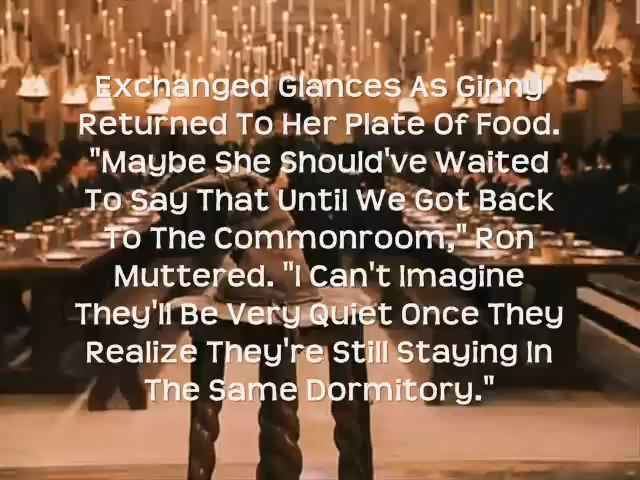 Exchanged Glances As Ginny
Returned To Her Plate Of Food.
"Maybe She Should've Waited
To Say That Until We Got Back
To The Commonroom," Ron
Muttered. "I Can't Imagine
They'll Be Very Quiet Once They
Realize They're Still Staying In
The Same Dormitory."